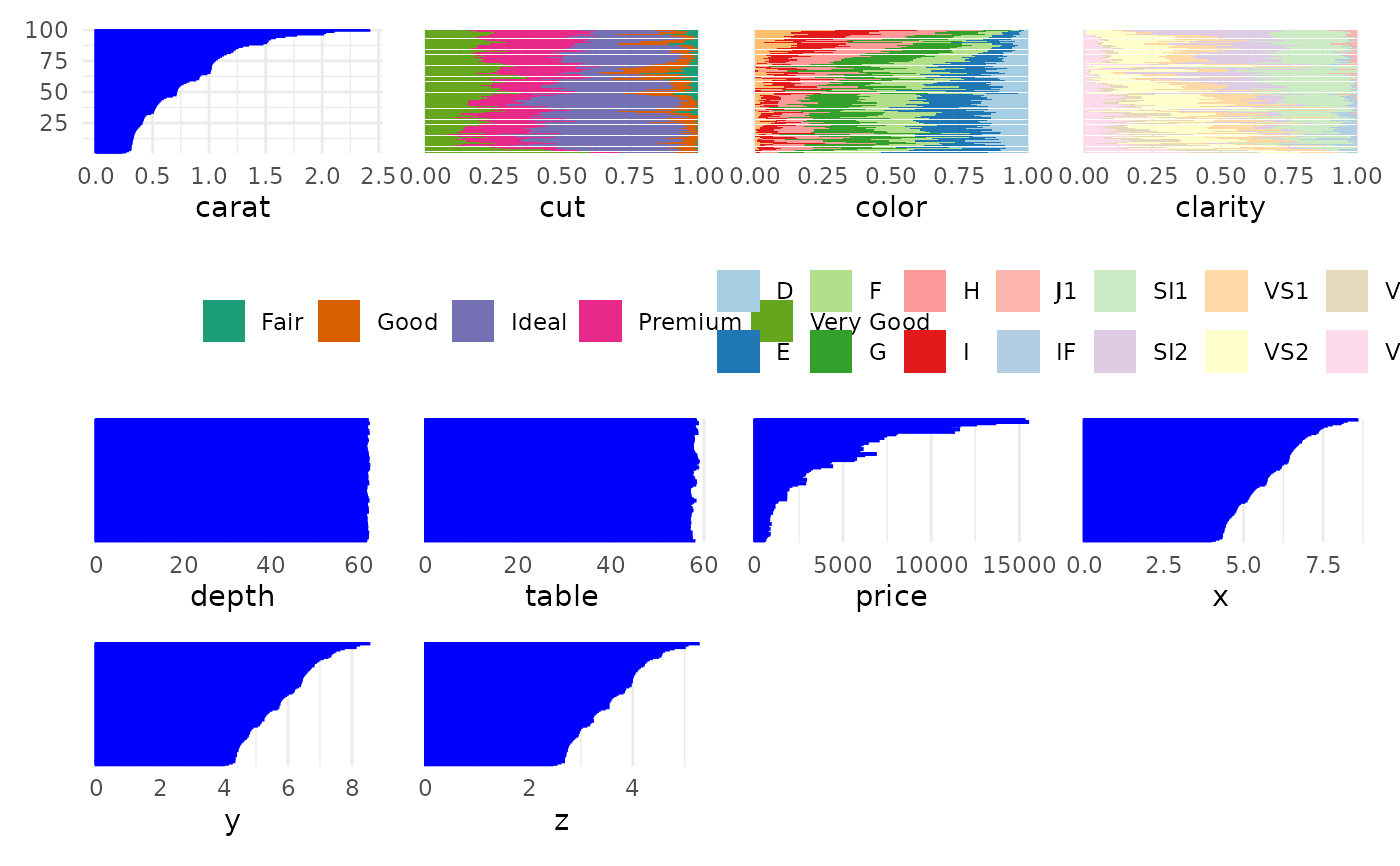 100
75
50
25
0.0 0.5 1.0 1.5 2.0 2.5 0.00 0.25 0.50 0.75 1.00 0.00 0.25 0.50 0.75 1.00 0.00 0.25 0.50 0.75 1.00
carat cut color clarity
D F H J I1 SI1 VS1 V
Fair Good Ideal Premium Very Good
E G I IF SI2 VS2 V
0 20 40 60 0 20 40 60 0 5000 10000 15000 0.0 2.5 5.0 7.5
depth table price x
0 2 4 6 8 0 2 4
y z